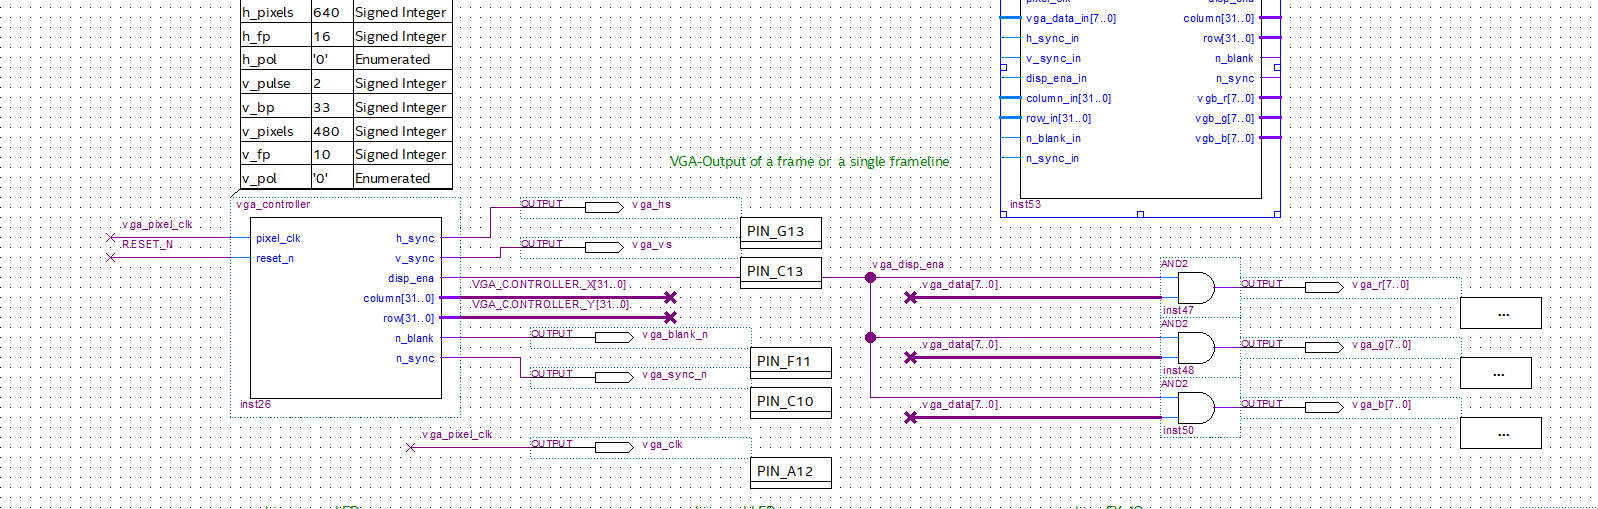 h_pixels 640 Signed Integer
h_fp 16 Signed Integer
h_pol '0' Enumerated
v_pulse 2 Signed Integer
v_bp 33 Signed Integer
v_pixels 480 Signed Integer
v_fp 10 Signed Integer
v_pol '0' Enumerated
vga_data_in[7..0] column[31..0]
h_sync_in row[31..0]
v_sync_in n_blank
disp_ena_in n_sync
column_in[31..0] vgb_r[7..0]
row_in[31..0] vgb_g[7..0]
n_blank_in vgb_b[7..0]
n_sync_in
inst53
VGA-Output of a frame or a single frameline
vga_controller
vga_pixel_clk
RESET_N
pixel_clk h_sync
reset_n v_sync
disp_ena
column[31..0]
row[31..0]
n_blank
n_sync
inst26
OUTPUT vga_hs
PIN_G13
OUTPUT vga_vs
PIN_C13
VGA_CONTROLLER_X[31..0]
VGA_CONTROLLER_Y[31..0]
OUTPUT vga_blank_n
PIN_F11
OUTPUT vga_sync_n
PIN_C10
vga_pixel_clk OUTPUT vga_clk
PIN_A12
vga_disp_ena
AND2
vga_data[7..0]
inst47
OUTPUT vga_r[7..0]
...
AND2
vga_data[7..0]
inst48
OUTPUT vga_g[7..0]
...
AND2
vga_data[7..0]
inst50
OUTPUT vga_b[7..0]
...